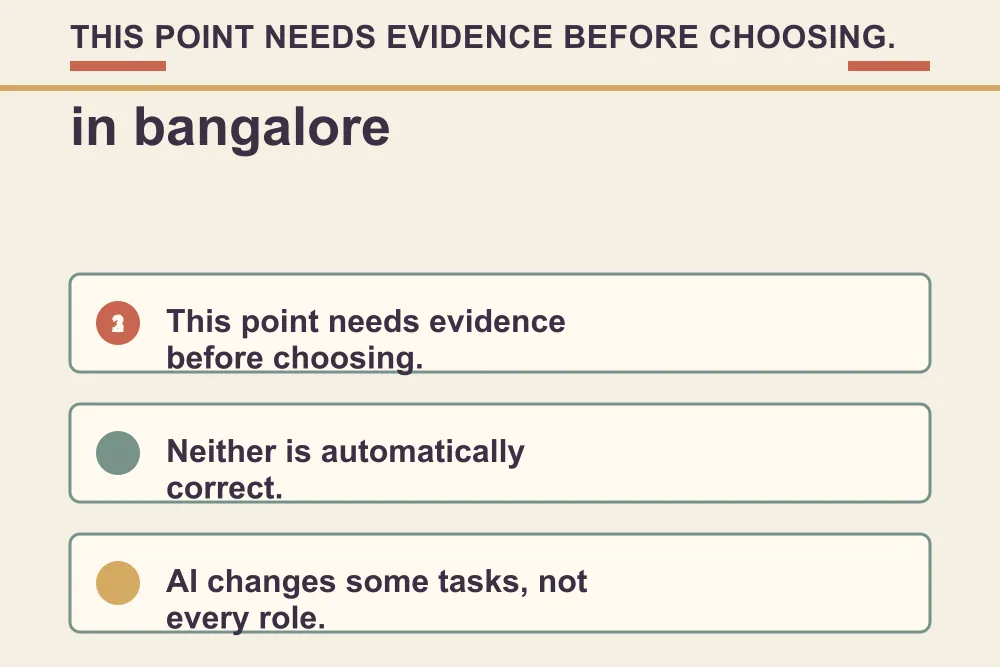 THIS POINT NEEDS EVIDENCE BEFORE CHOOSING.
in bangalore
This point needs evidence
before choosing.
Neither is automatically
correct.
AI changes some tasks, not
every role.